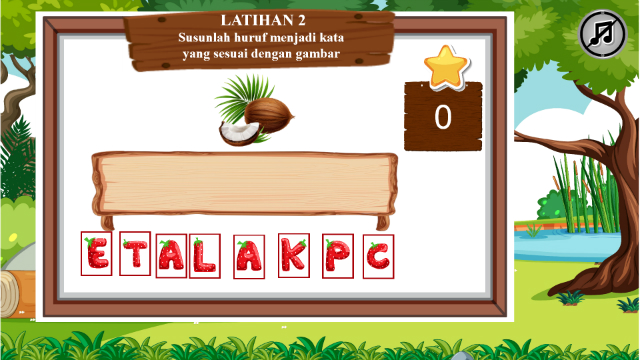 LATIHAN 2
Susunlah huruf menjadi kata
yang sesuai dengan gambar
0
E T A L A K P C